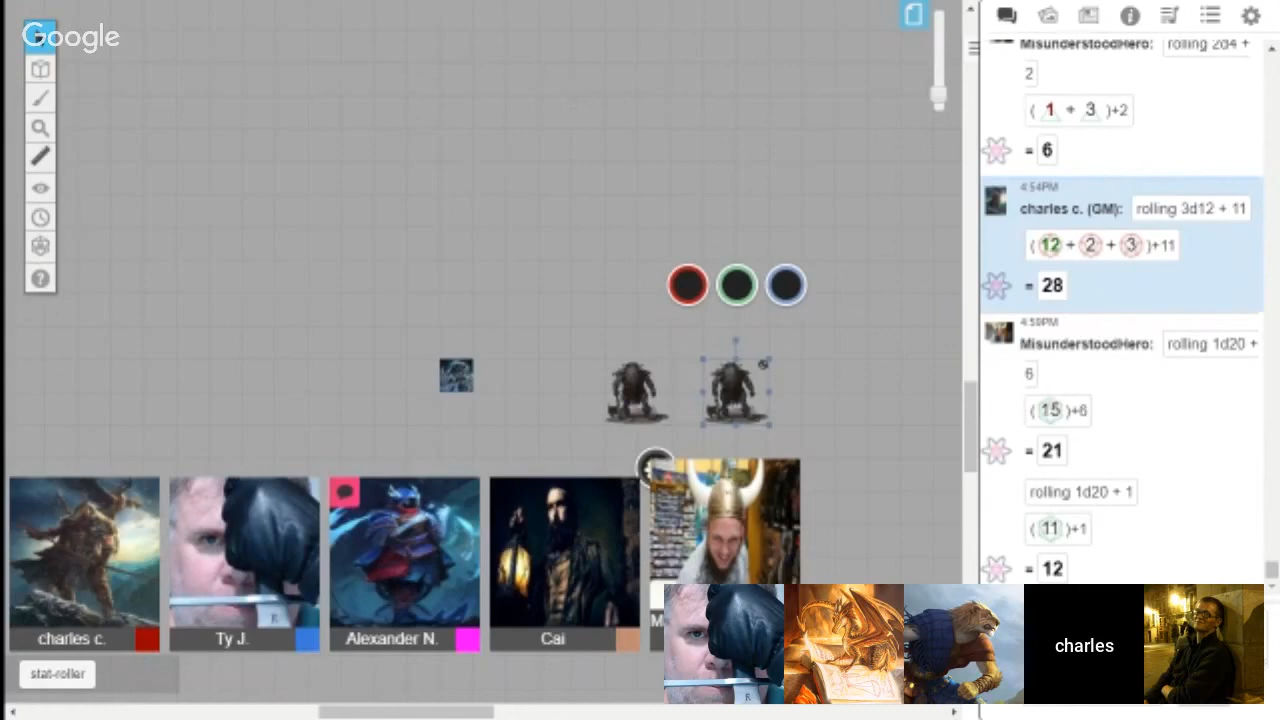 Google
MisunderstoodHero: rolling 2d4 +
2
( 1 + 3 )+2
= 6
4:54PM
charles c. (GM): rolling 3d12 + 11
( 12 + 2 + 3 )+11
= 28
4:59PM
MisunderstoodHero: rolling 1d20 +
6
( 15 )+6
= 21
rolling 1d20 + 1
( 11 )+1
= 12
charles c.
Ty J.
Alexander N.
Cai
M
stat-roller
charles